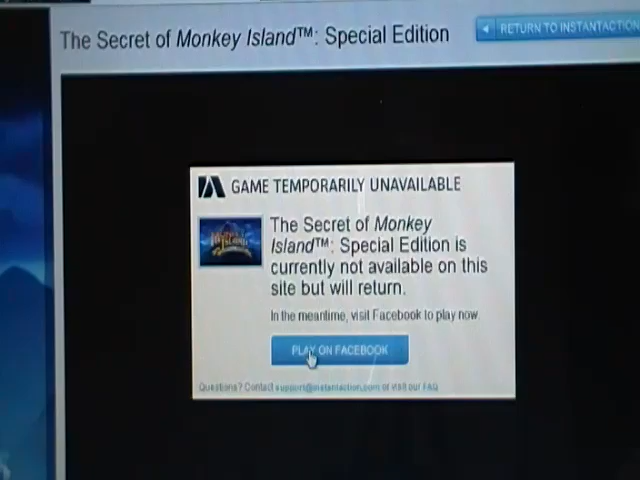 The Secret of Monkey Island™: Special Edition
RETURN TO INSTANTACTION
GAME TEMPORARILY UNAVAILABLE
The Secret of Monkey
Island™: Special Edition is
currently not available on this
site but will return.
In the meantime, visit Facebook to play now.
PLAY ON FACEBOOK
Questions? Contact support@instantaction.com or visit our FAQ